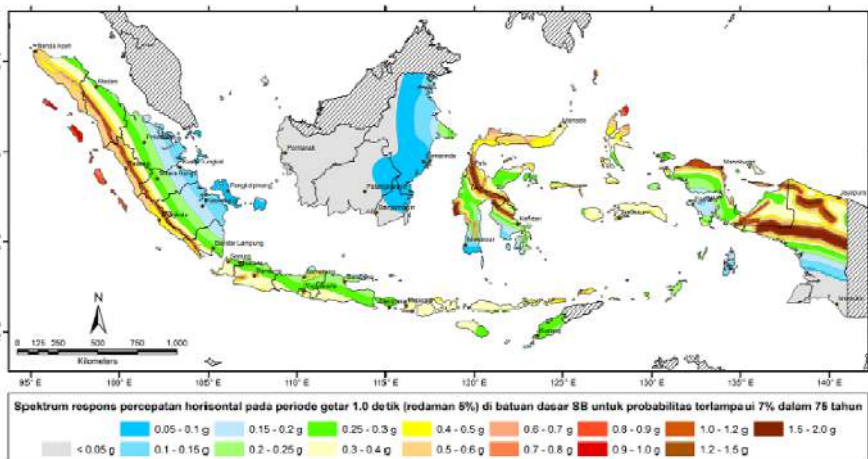 Banda Aceh
Medan
Manado
Pontianak
Samarinda
Manokwari
Jayapura
Pangkalpinang
Palangkaraya
Banjarmasin
Kendari
Bandar Lampung
Makassar
Bandung
Semarang
Kupang
N
0 125 250 500 750 1.000
Kilometers
95° E 100° E 105° E 110° E 115° E 120° E 125° E 130° E 135° E 140° E
Spektrum respons percepatan horisontal pada periode getar 1.0 detik (redaman 5%) di batuan dasar SB untuk probabilitas terlampaui 7% dalam 75 tahun
0.05 - 0.1 g 0.15 - 0.2 g 0.25 - 0.3 g 0.4 - 0.5 g 0.6 - 0.7 g 0.8 - 0.9 g 1.0 - 1.2 g 1.5 - 2.0 g
< 0.05 g 0.1 - 0.15 g 0.2 - 0.25 g 0.3 - 0.4 g 0.5 - 0.6 g 0.7 - 0.8 g 0.9 - 1.0 g 1.2 - 1.5 g